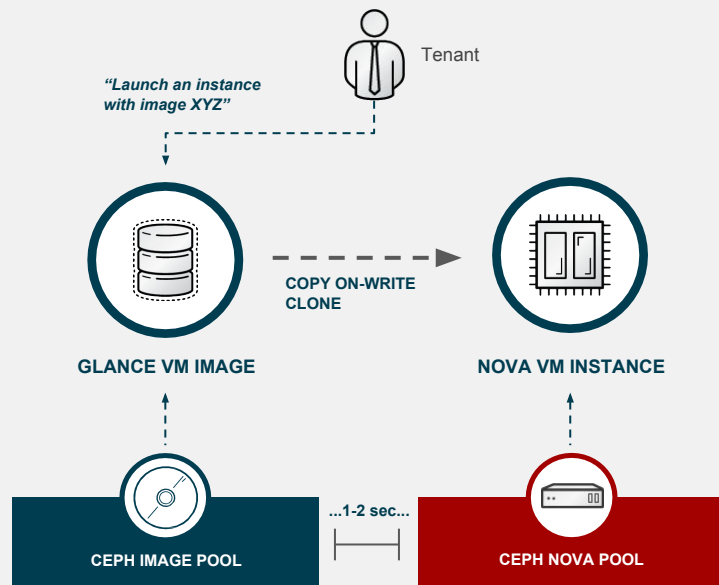 Tenant
“Launch an instance
with image XYZ”
COPY ON-WRITE
CLONE
GLANCE VM IMAGE
NOVA VM INSTANCE
...1-2 sec...
CEPH IMAGE POOL
CEPH NOVA POOL